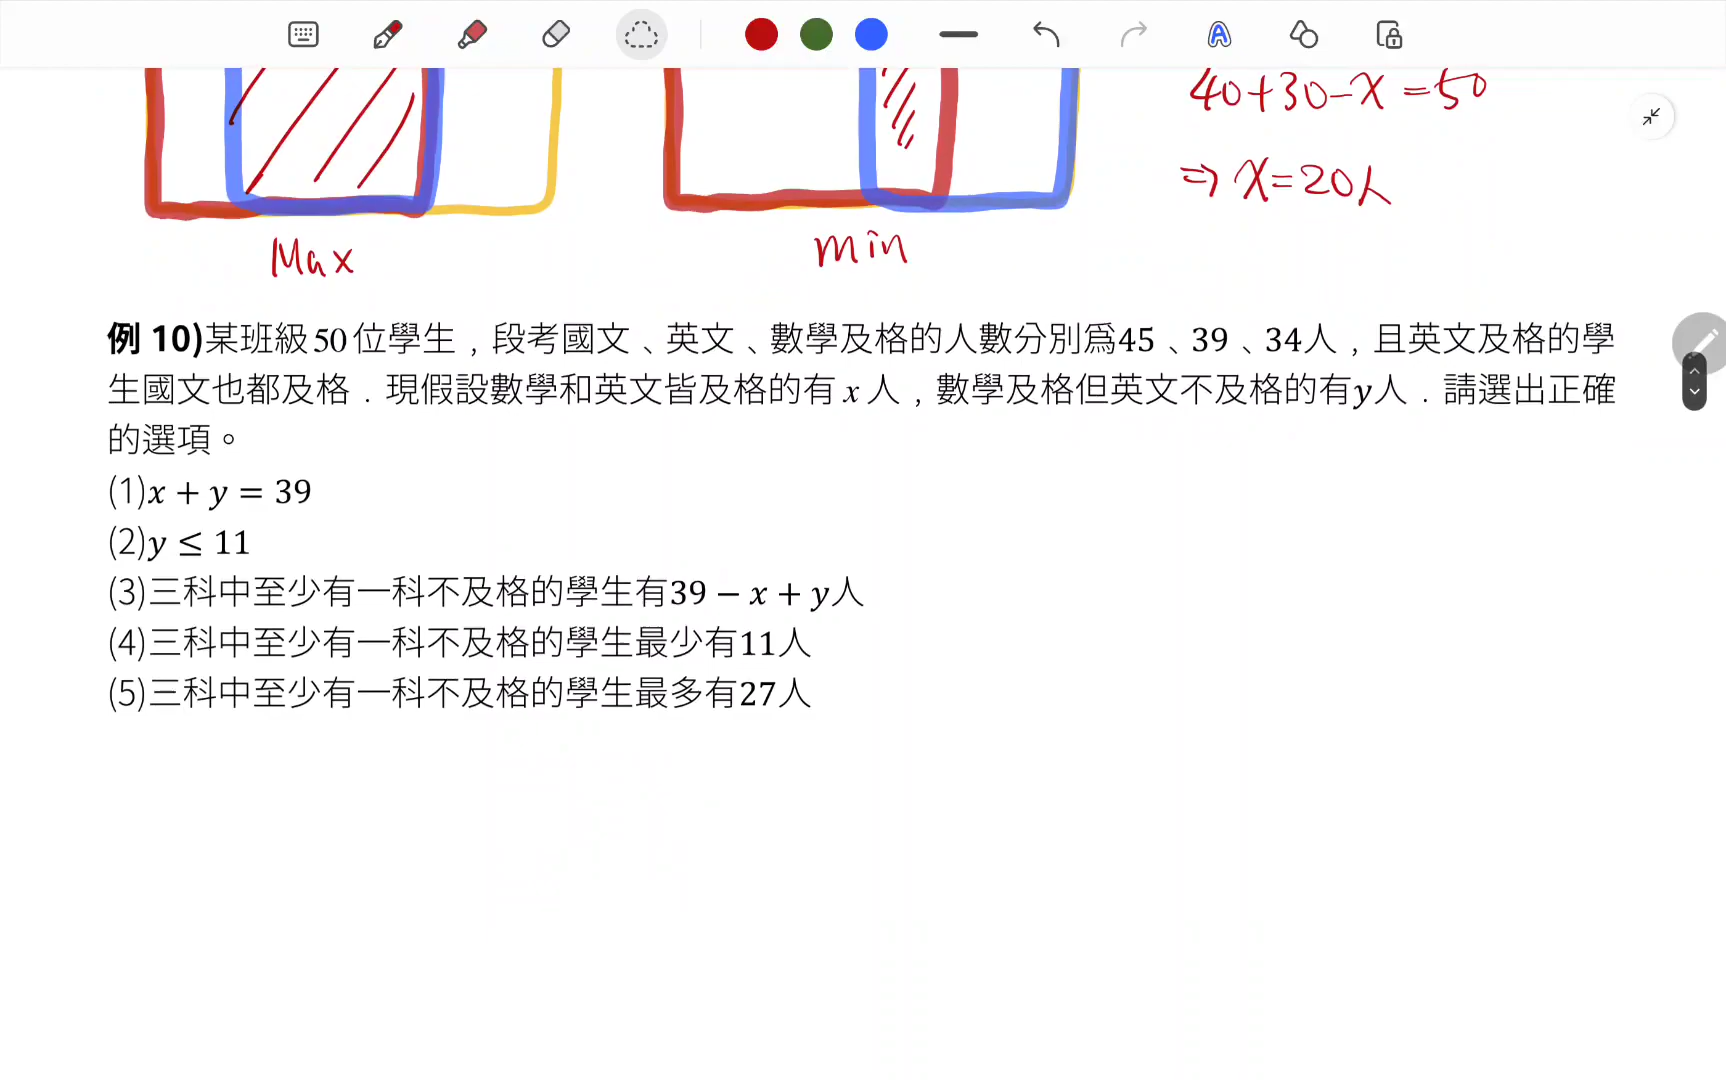 40+30-x=50
⇒ x=20人
Max
min
例 10)某班級50位學生，段考國文、英文、數學及格的人數分別為45、39、34人，且英文及格的學
生國文也都及格．現假設數學和英文皆及格的有 x 人，數學及格但英文不及格的有y人．請選出正確
的選項。
(1)x + y = 39
(2)y ≤ 11
(3)三科中至少有一科不及格的學生有39 − x + y人
(4)三科中至少有一科不及格的學生最少有11人
(5)三科中至少有一科不及格的學生最多有27人